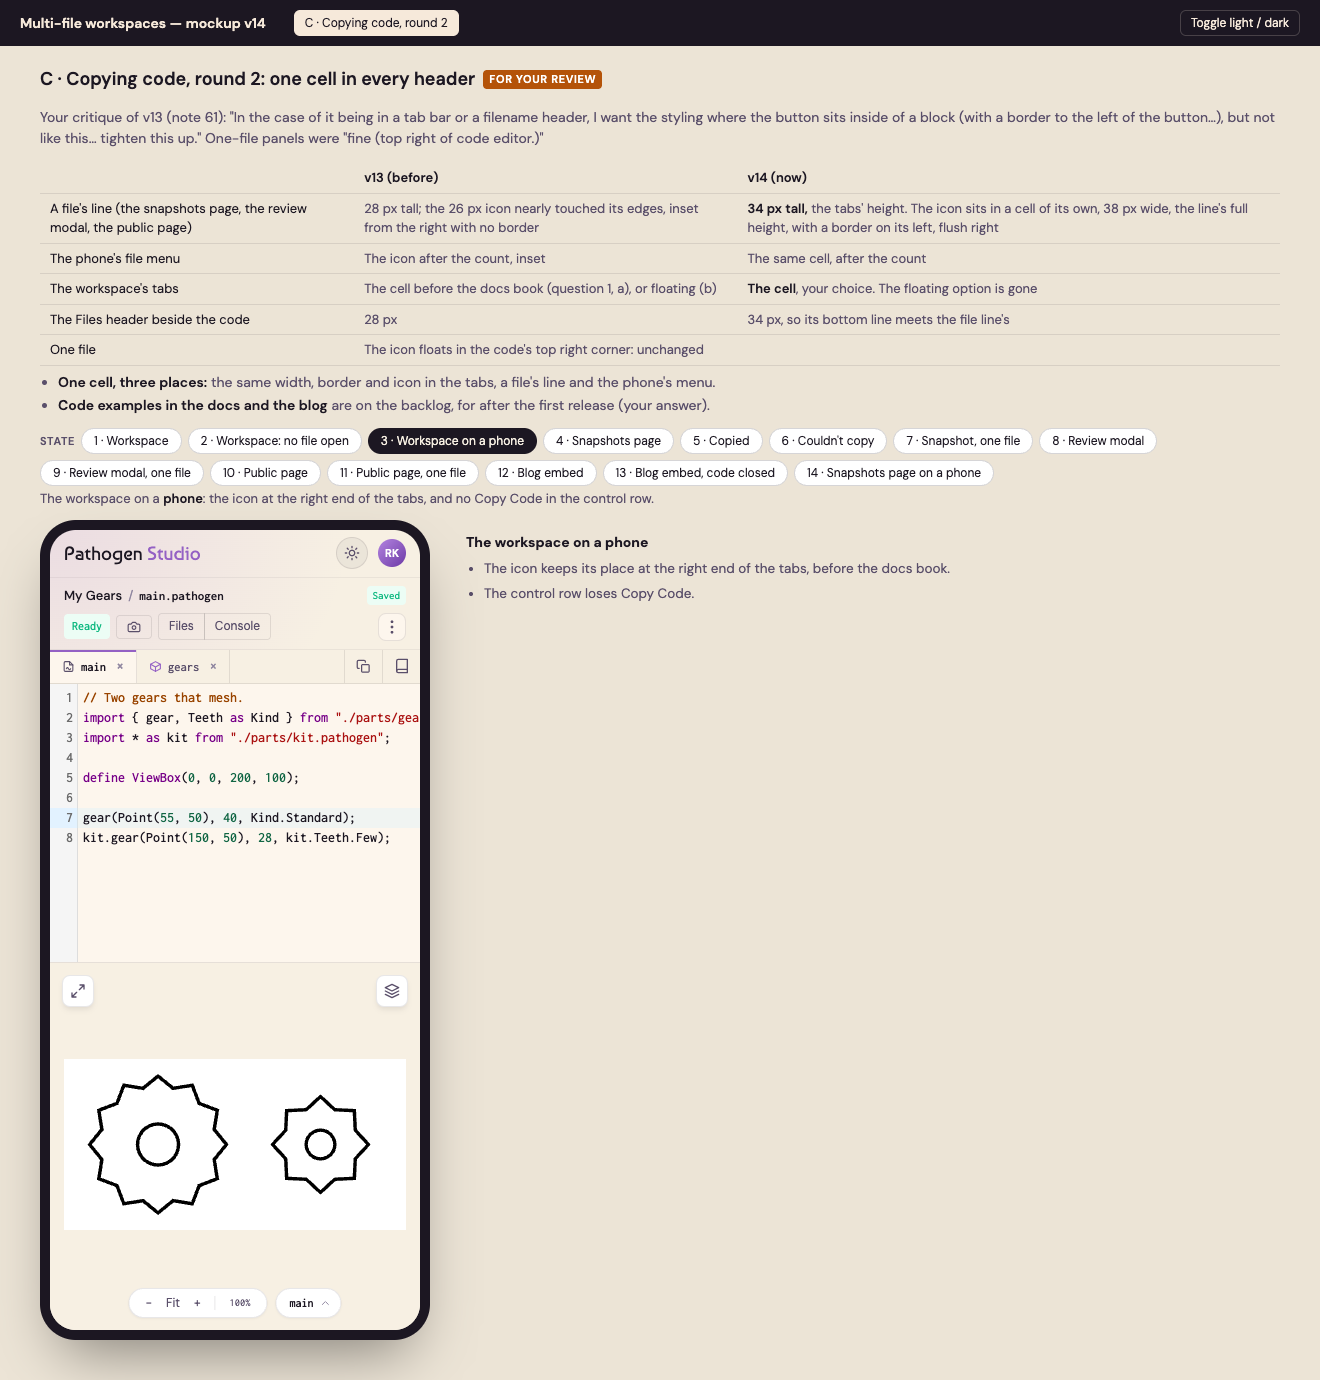 Multi-file workspaces — mockup v14
C · Copying code, round 2
Toggle light / dark
C · Copying code, round 2: one cell in every header
FOR YOUR REVIEW
Your critique of v13 (note 61): "In the case of it being in a tab bar or a filename header, I want the styling where the button sits inside of a block (with a border to the left of the button…), but not
like this… tighten this up." One-file panels were "fine (top right of code editor.)"
v13 (before)
v14 (now)
A file's line (the snapshots page, the review
modal, the public page)
28 px tall; the 26 px icon nearly touched its edges, inset
from the right with no border
34 px tall, the tabs' height. The icon sits in a cell of its own, 38 px wide, the line's full
height, with a border on its left, flush right
The phone's file menu
The icon after the count, inset
The same cell, after the count
The workspace's tabs
The cell before the docs book (question 1, a), or floating (b)
The cell, your choice. The floating option is gone
The Files header beside the code
28 px
34 px, so its bottom line meets the file line's
One file
The icon floats in the code's top right corner: unchanged
One cell, three places: the same width, border and icon in the tabs, a file's line and the phone's menu.
Code examples in the docs and the blog are on the backlog, for after the first release (your answer).
STATE
1 · Workspace
2 · Workspace: no file open
3 · Workspace on a phone
4 · Snapshots page
5 · Copied
6 · Couldn't copy
7 · Snapshot, one file
8 · Review modal
9 · Review modal, one file
10 · Public page
11 · Public page, one file
12 · Blog embed
13 · Blog embed, code closed
14 · Snapshots page on a phone
The workspace on a phone: the icon at the right end of the tabs, and no Copy Code in the control row.
Pathogen Studio
RK
My Gears / main.pathogen
Saved
Ready
Files
Console
main ×
gears ×
1 // Two gears that mesh.
2 import { gear, Teeth as Kind } from "./parts/gea
3 import * as kit from "./parts/kit.pathogen";
4
5 define ViewBox(0, 0, 200, 100);
6
7 gear(Point(55, 50), 40, Kind.Standard);
8 kit.gear(Point(150, 50), 28, kit.Teeth.Few);
− Fit + 100%
main
The workspace on a phone
The icon keeps its place at the right end of the tabs, before the docs book.
The control row loses Copy Code.